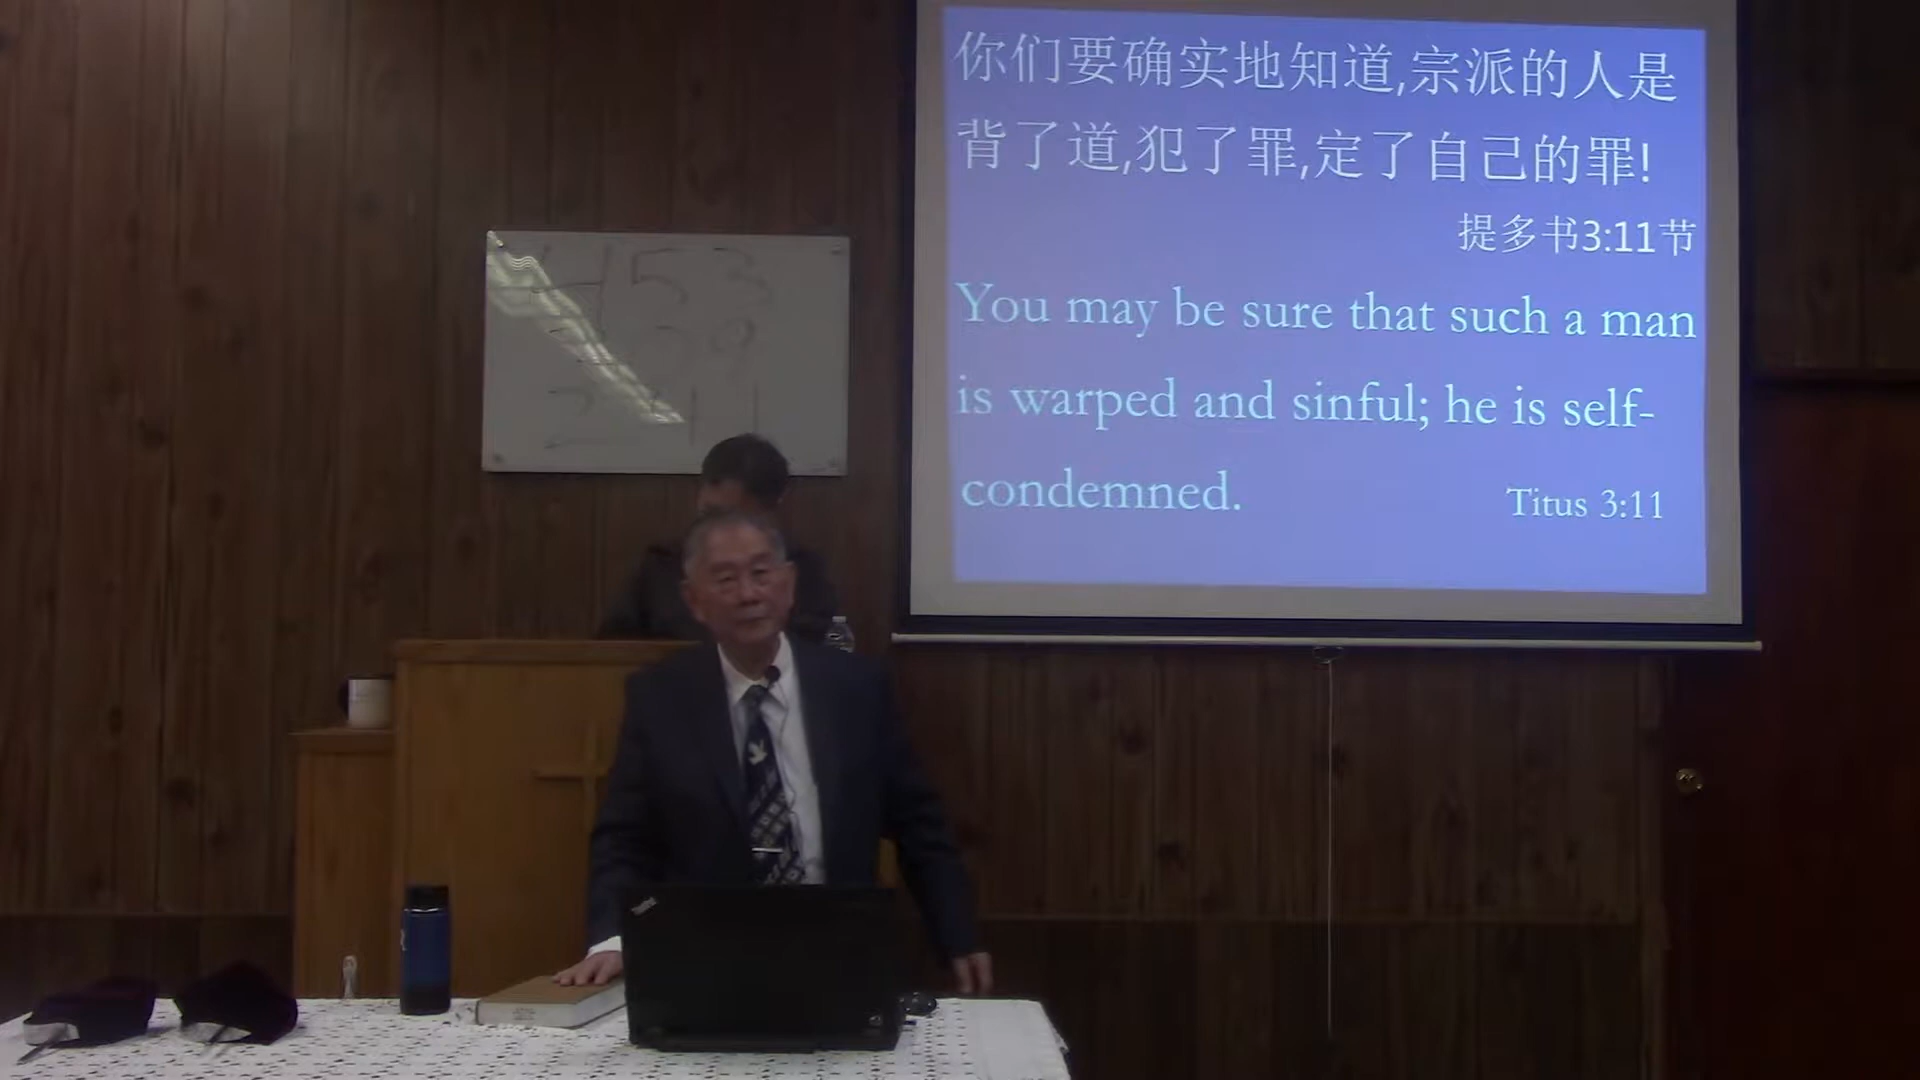 你们要确实地知道,宗派的人是
背了道,犯了罪,定了自己的罪!
提多书3:11节
You may be sure that such a man
is warped and sinful; he is self-
condemned.
Titus 3:11
453
ThinkPad